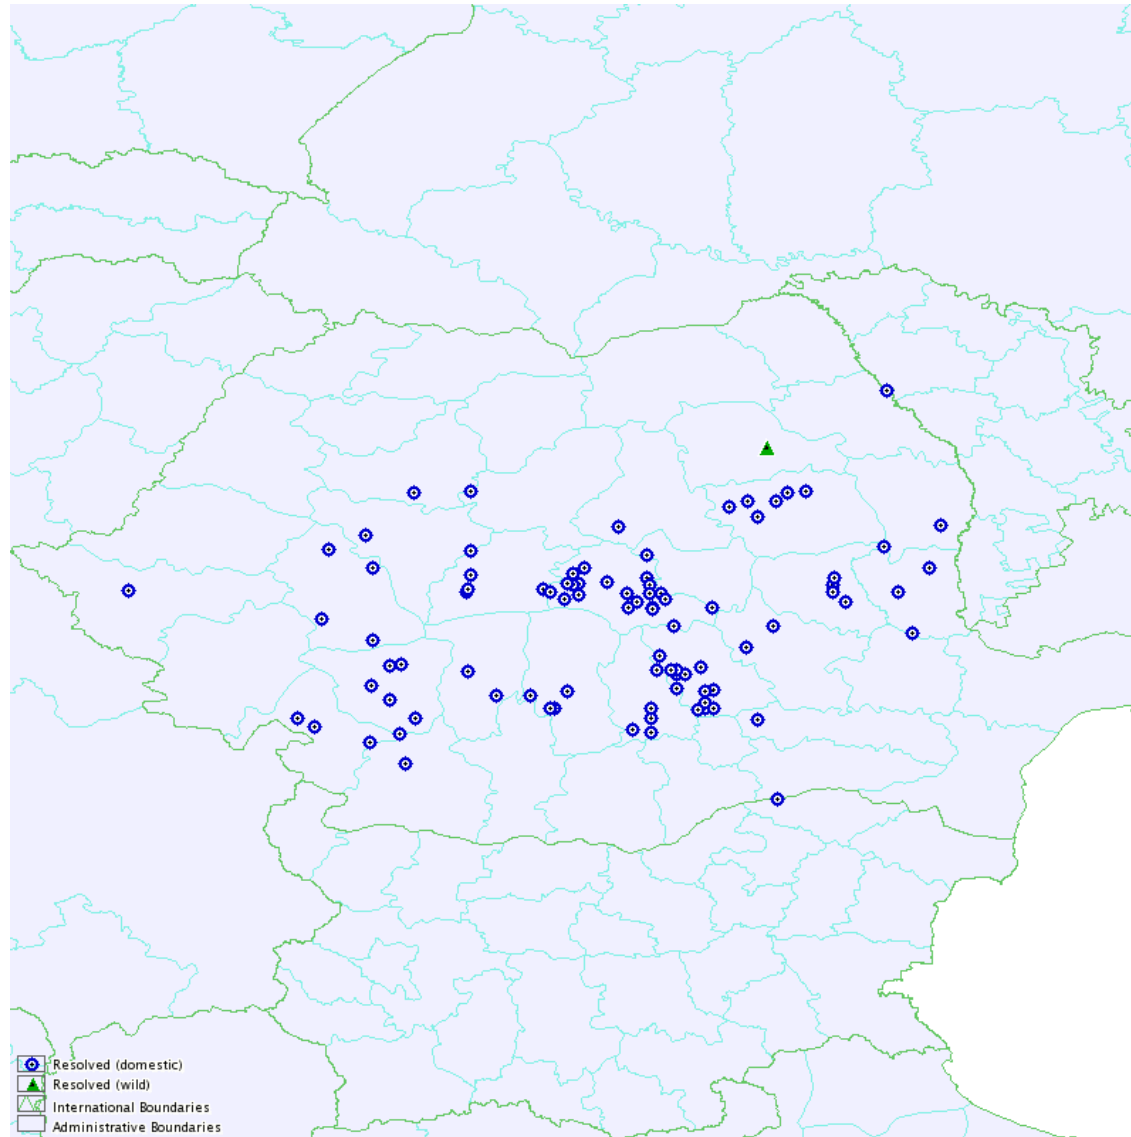 Resolved (domestic)
Resolved (wild)
International Boundaries
Administrative Boundaries